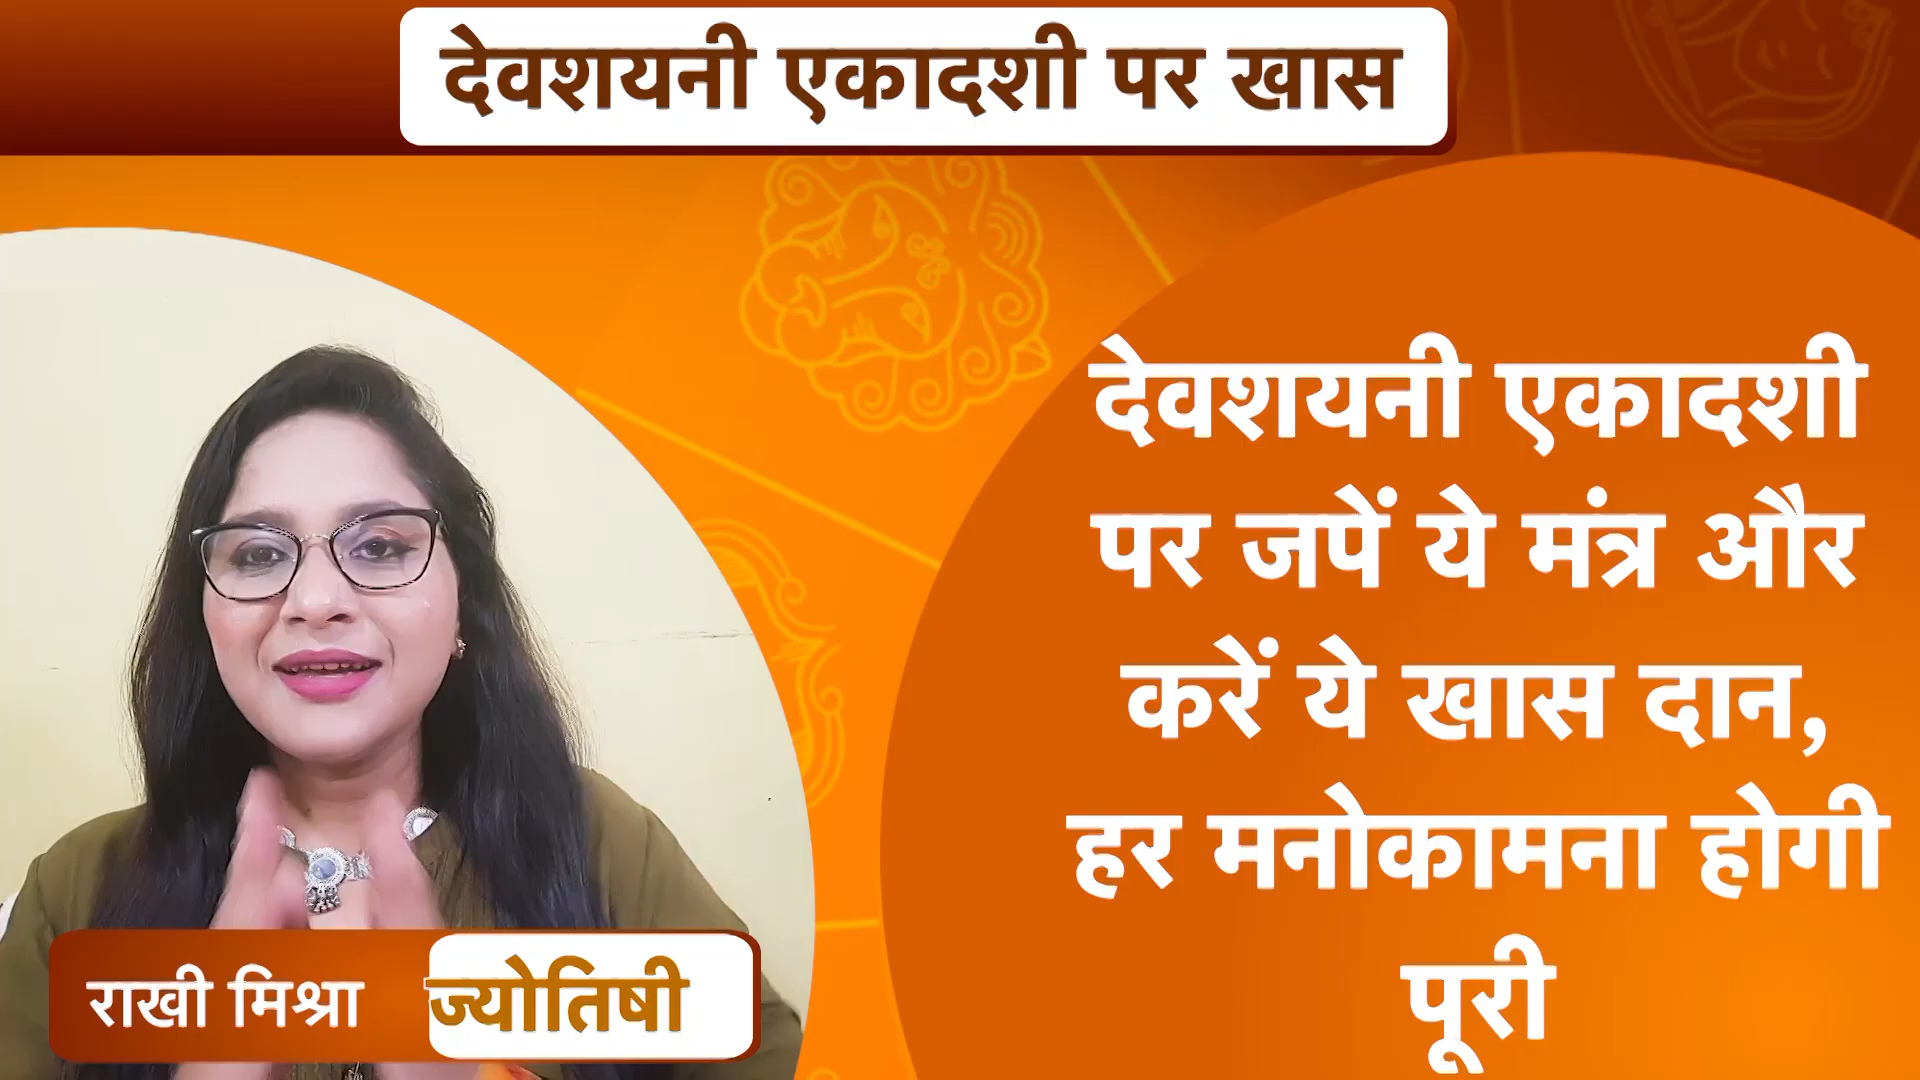 देवशयनी एकादशी पर खास
देवशयनी एकादशी
पर जपें ये मंत्र और
करें ये खास दान,
हर मनोकामना होगी
पूरी
राखी मिश्रा ज्योतिषी